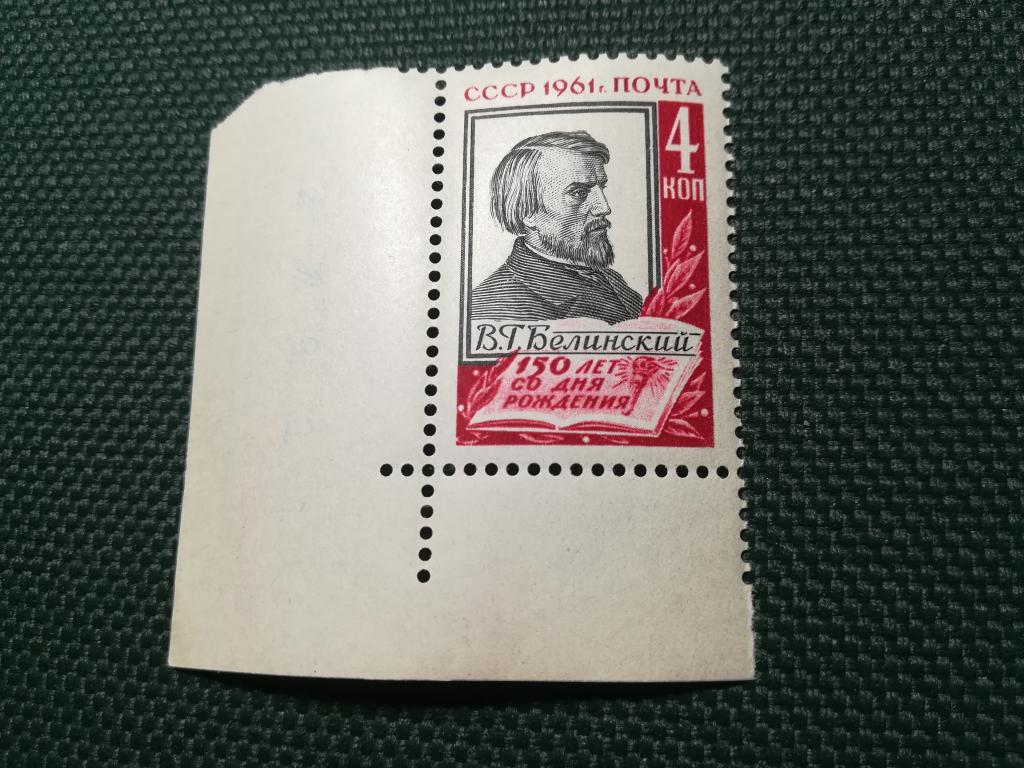 СССР 1961г. ПОЧТА
4
КОП
В.Г. Белинский
150 ЛЕТ
СО ДНЯ
РОЖДЕНИЯ